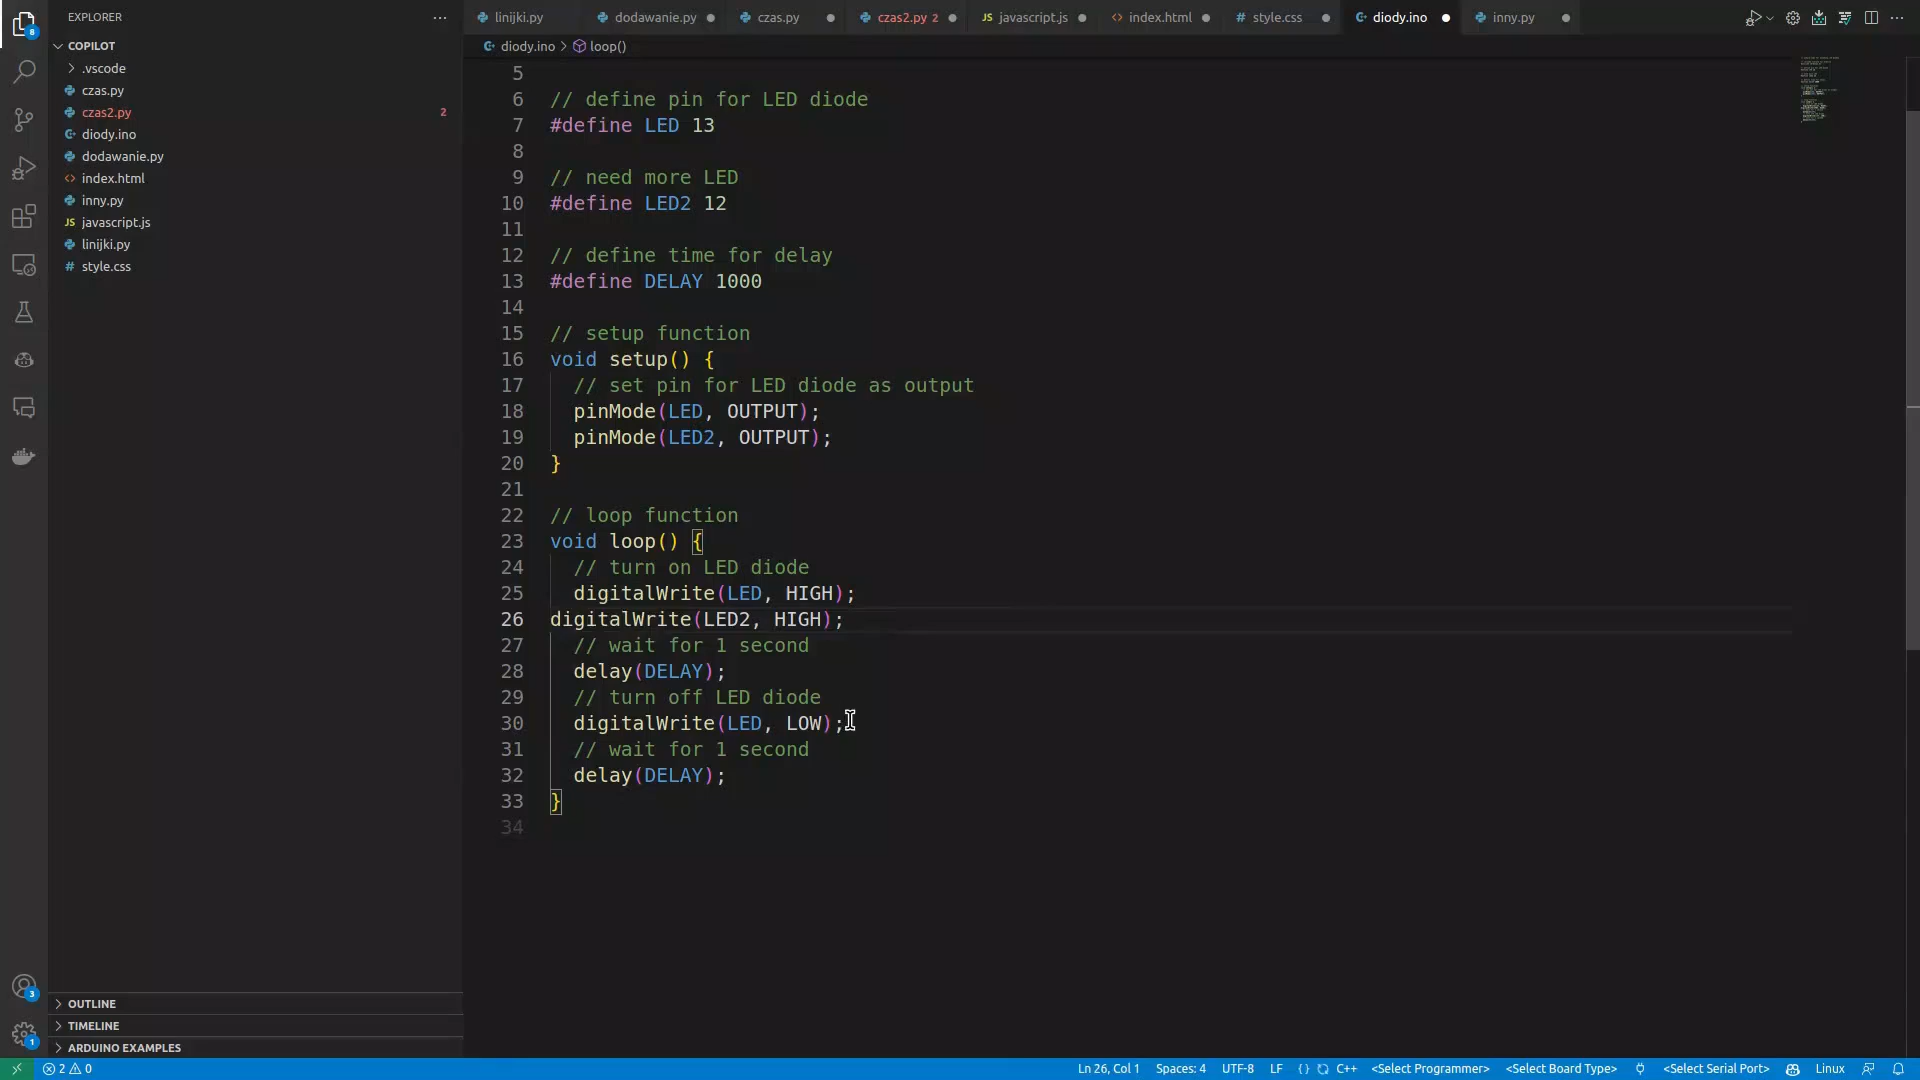 EXPLORER
COPILOT
.vscode
czas.py
czas2.py 2
diody.ino
dodawanie.py
index.html
inny.py
JS javascript.js
linijki.py
# style.css
OUTLINE
TIMELINE
ARDUINO EXAMPLES
8
3
1
linijki.py
dodawanie.py
czas.py
czas2.py 2
JS javascript.js
index.html
# style.css
diody.ino
inny.py
diody.ino > loop()
5
6 // define pin for LED diode
7 #define LED 13
8
9 // need more LED
10 #define LED2 12
11
12 // define time for delay
13 #define DELAY 1000
14
15 // setup function
16 void setup() {
17 // set pin for LED diode as output
18 pinMode(LED, OUTPUT);
19 pinMode(LED2, OUTPUT);
20 }
21
22 // loop function
23 void loop() {
24 // turn on LED diode
25 digitalWrite(LED, HIGH);
26 digitalWrite(LED2, HIGH);
27 // wait for 1 second
28 delay(DELAY);
29 // turn off LED diode
30 digitalWrite(LED, LOW);
31 // wait for 1 second
32 delay(DELAY);
33 }
34
2 0
Ln 26, Col 1
Spaces: 4
UTF-8
LF
{ }
C++
<Select Programmer>
<Select Board Type>
<Select Serial Port>
Linux